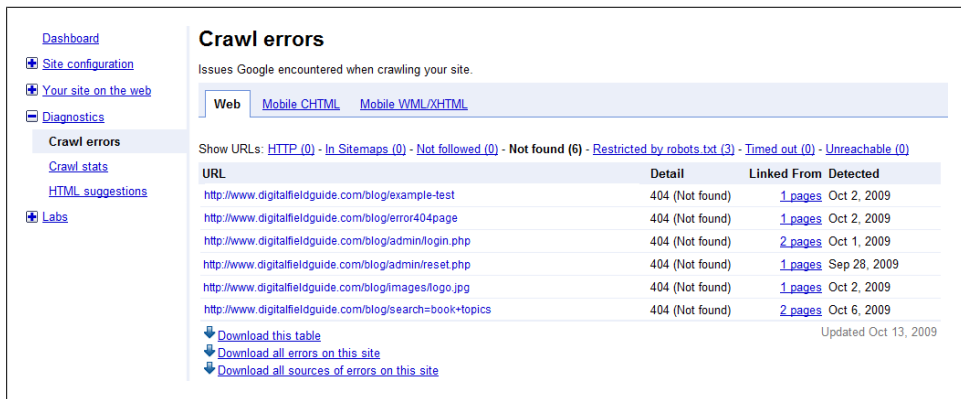 Dashboard
Site configuration
Your site on the web
Diagnostics
Crawl errors
Crawl stats
HTML suggestions
Labs
Crawl errors
Issues Google encountered when crawling your site.
Web Mobile CHTML Mobile WML/XHTML
Show URLs: HTTP (0) - In Sitemaps (0) - Not followed (0) - Not found (6) - Restricted by robots.txt (3) - Timed out (0) - Unreachable (0)
URL Detail Linked From Detected
http://www.digitalfieldguide.com/blog/example-test 404 (Not found) 1 pages Oct 2, 2009
http://www.digitalfieldguide.com/blog/error404page 404 (Not found) 1 pages Oct 2, 2009
http://www.digitalfieldguide.com/blog/admin/login.php 404 (Not found) 2 pages Oct 1, 2009
http://www.digitalfieldguide.com/blog/admin/reset.php 404 (Not found) 1 pages Sep 28, 2009
http://www.digitalfieldguide.com/blog/images/logo.jpg 404 (Not found) 1 pages Oct 2, 2009
http://www.digitalfieldguide.com/blog/search=book+topics 404 (Not found) 2 pages Oct 6, 2009
Download this table
Updated Oct 13, 2009
Download all errors on this site
Download all sources of errors on this site